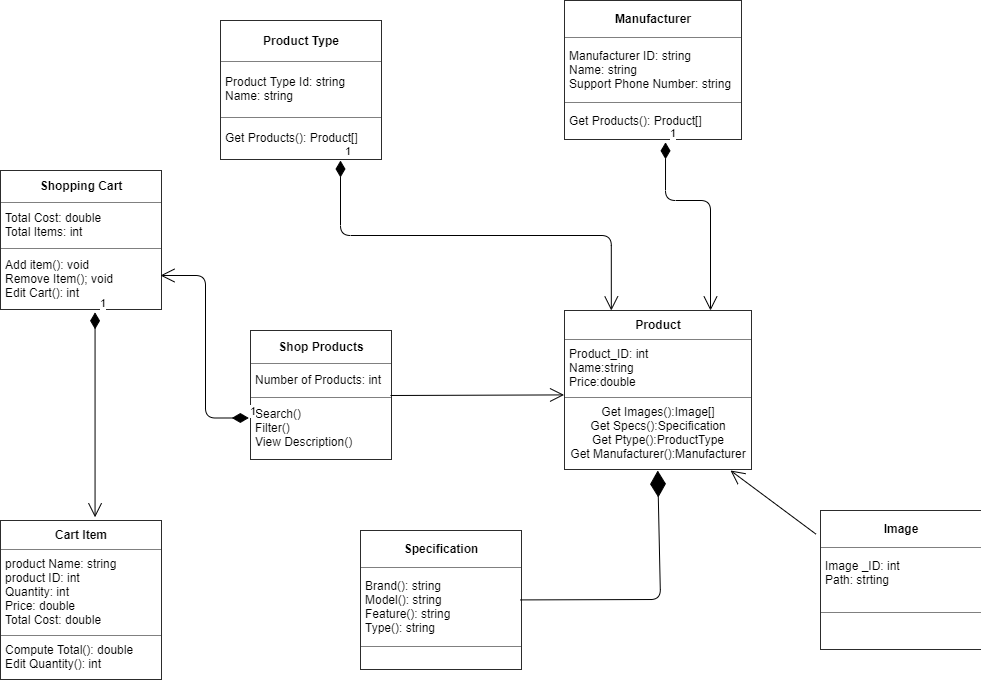 Product Type
Product Type Id: string
Name: string
Get Products(): Product[]
1
Manufacturer
Manufacturer ID: string
Name: string
Support Phone Number: string
Get Products(): Product[]
1
Shopping Cart
Total Cost: double
Total Items: int
Add item(): void
Remove Item(); void
Edit Cart(): int
1
Shop Products
Number of Products: int
1
Search()
Filter()
View Description()
Product
Product_ID: int
Name:string
Price:double
Get Images():Image[]
Get Specs():Specification
Get Ptype():ProductType
Get Manufacturer():Manufacturer
Cart Item
product Name: string
product ID: int
Quantity: int
Price: double
Total Cost: double
Compute Total(): double
Edit Quantity(): int
Specification
Brand(): string
Model(): string
Feature(): string
Type(): string
Image
Image _ID: int
Path: strting